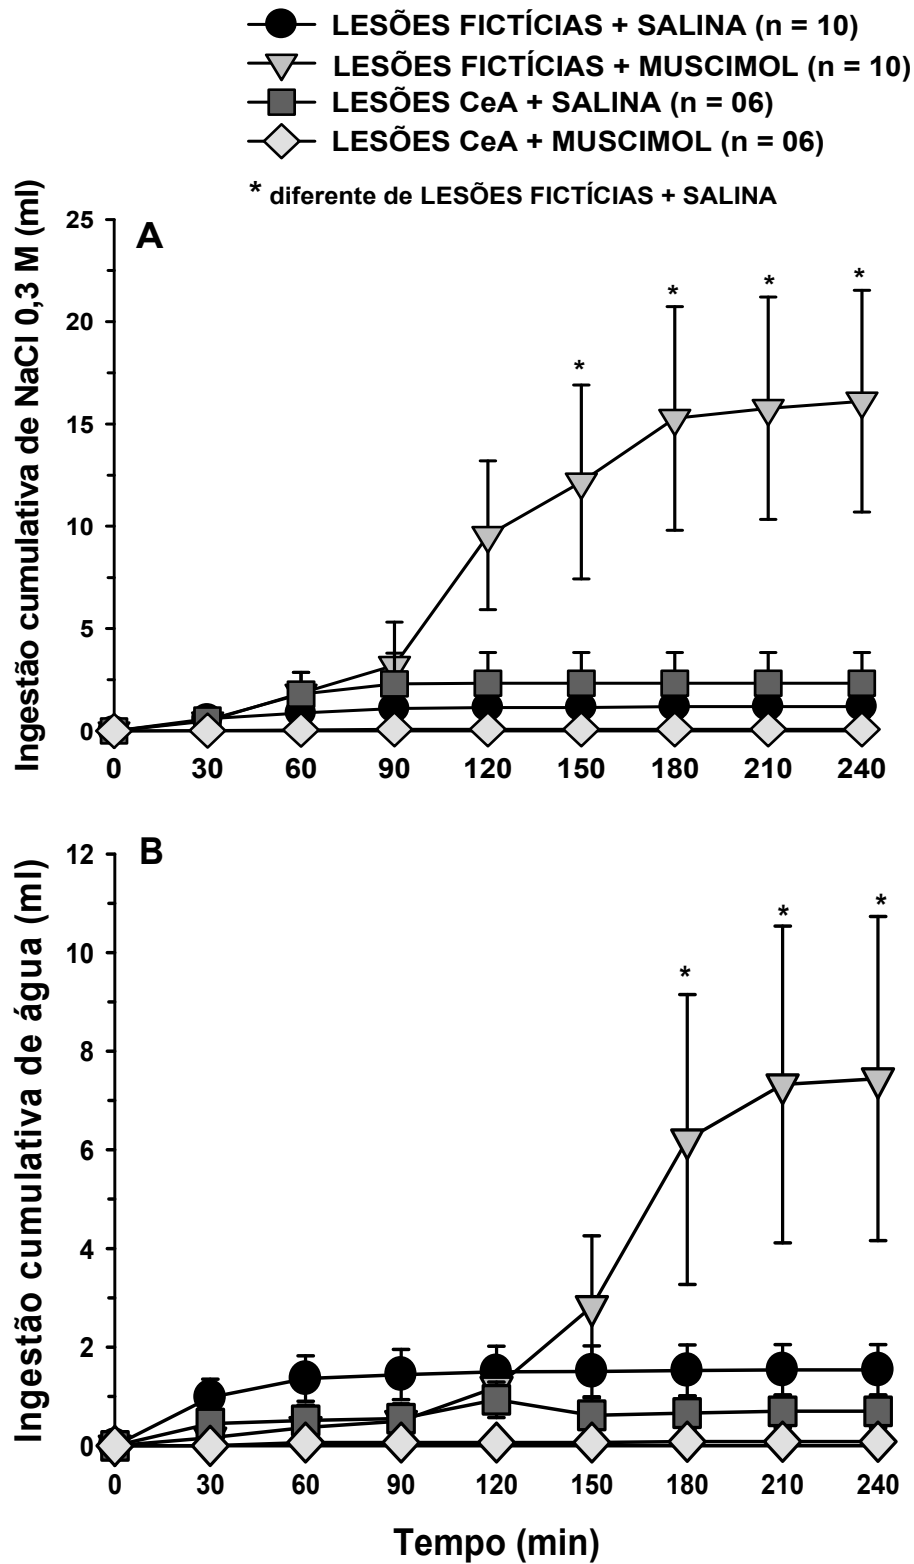 LESÕES FICTÍCIAS + SALINA (n = 10)
LESÕES FICTÍCIAS + MUSCIMOL (n = 10)
LESÕES CeA + SALINA (n = 06)
LESÕES CeA + MUSCIMOL (n = 06)
* diferente de LESÕES FICTÍCIAS + SALINA
A
Ingestão cumulativa de NaCl 0,3 M (ml)
25
20
15
10
5
0
* * * *
0 30 60 90 120 150 180 210 240
B
Ingestão cumulativa de água (ml)
12
10
8
6
4
2
0
* * *
0 30 60 90 120 150 180 210 240
Tempo (min)